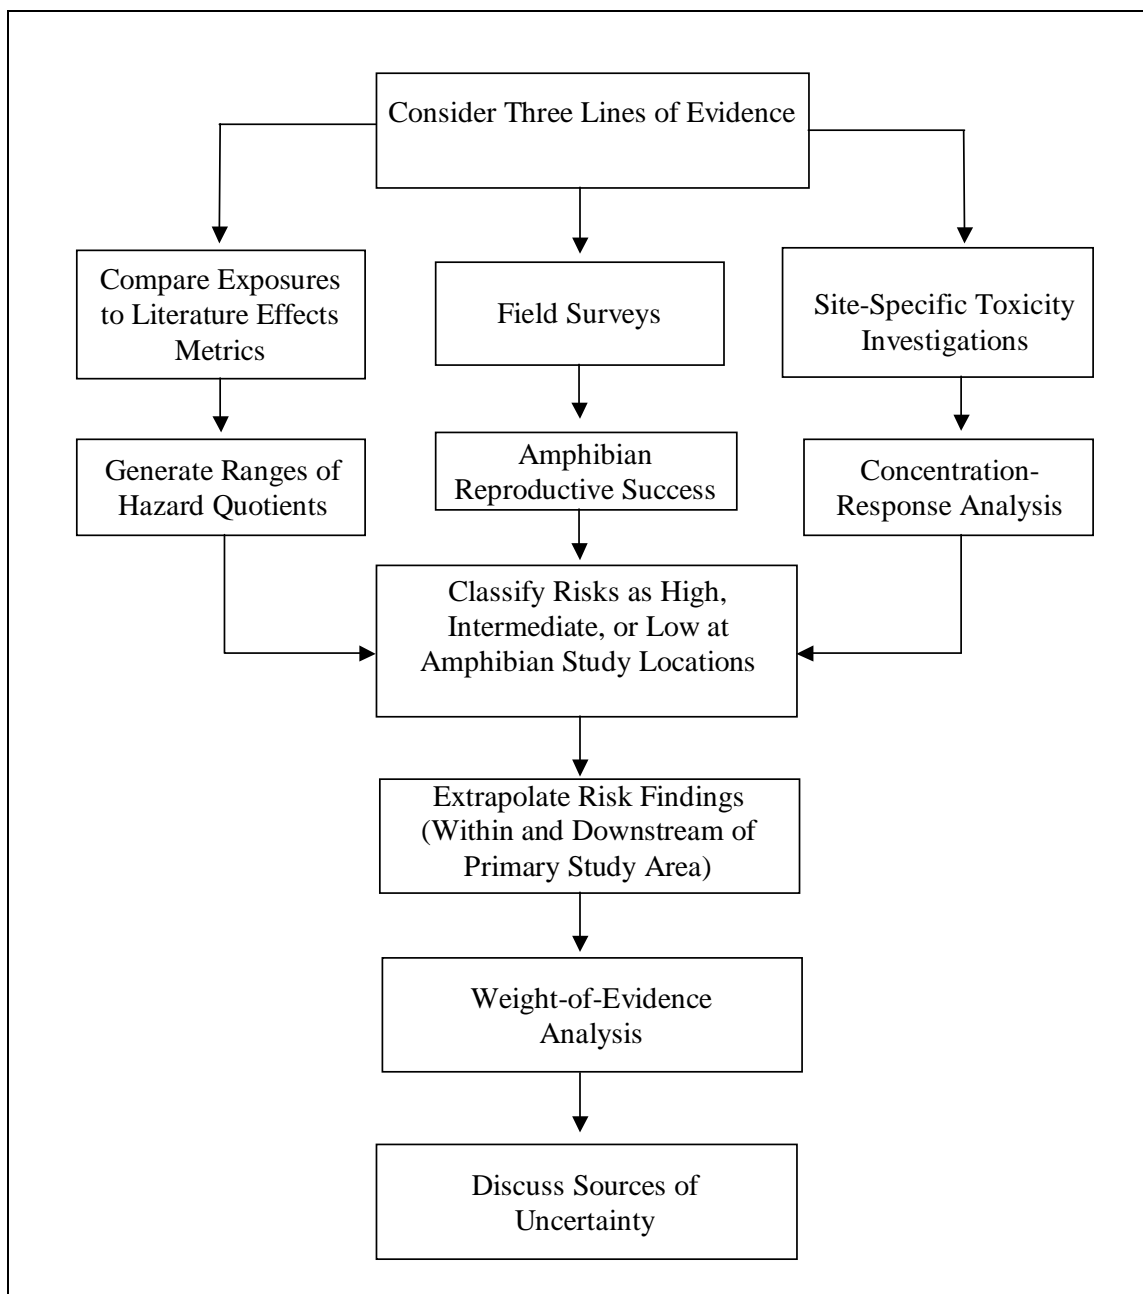 Consider Three Lines of Evidence
Compare Exposures
to Literature Effects
Metrics
Field Surveys
Site-Specific Toxicity
Investigations
Generate Ranges of
Hazard Quotients
Amphibian
Reproductive Success
Concentration-
Response Analysis
Classify Risks as High,
Intermediate, or Low at
Amphibian Study Locations
Extrapolate Risk Findings
(Within and Downstream of
Primary Study Area)
Weight-of-Evidence
Analysis
Discuss Sources of
Uncertainty